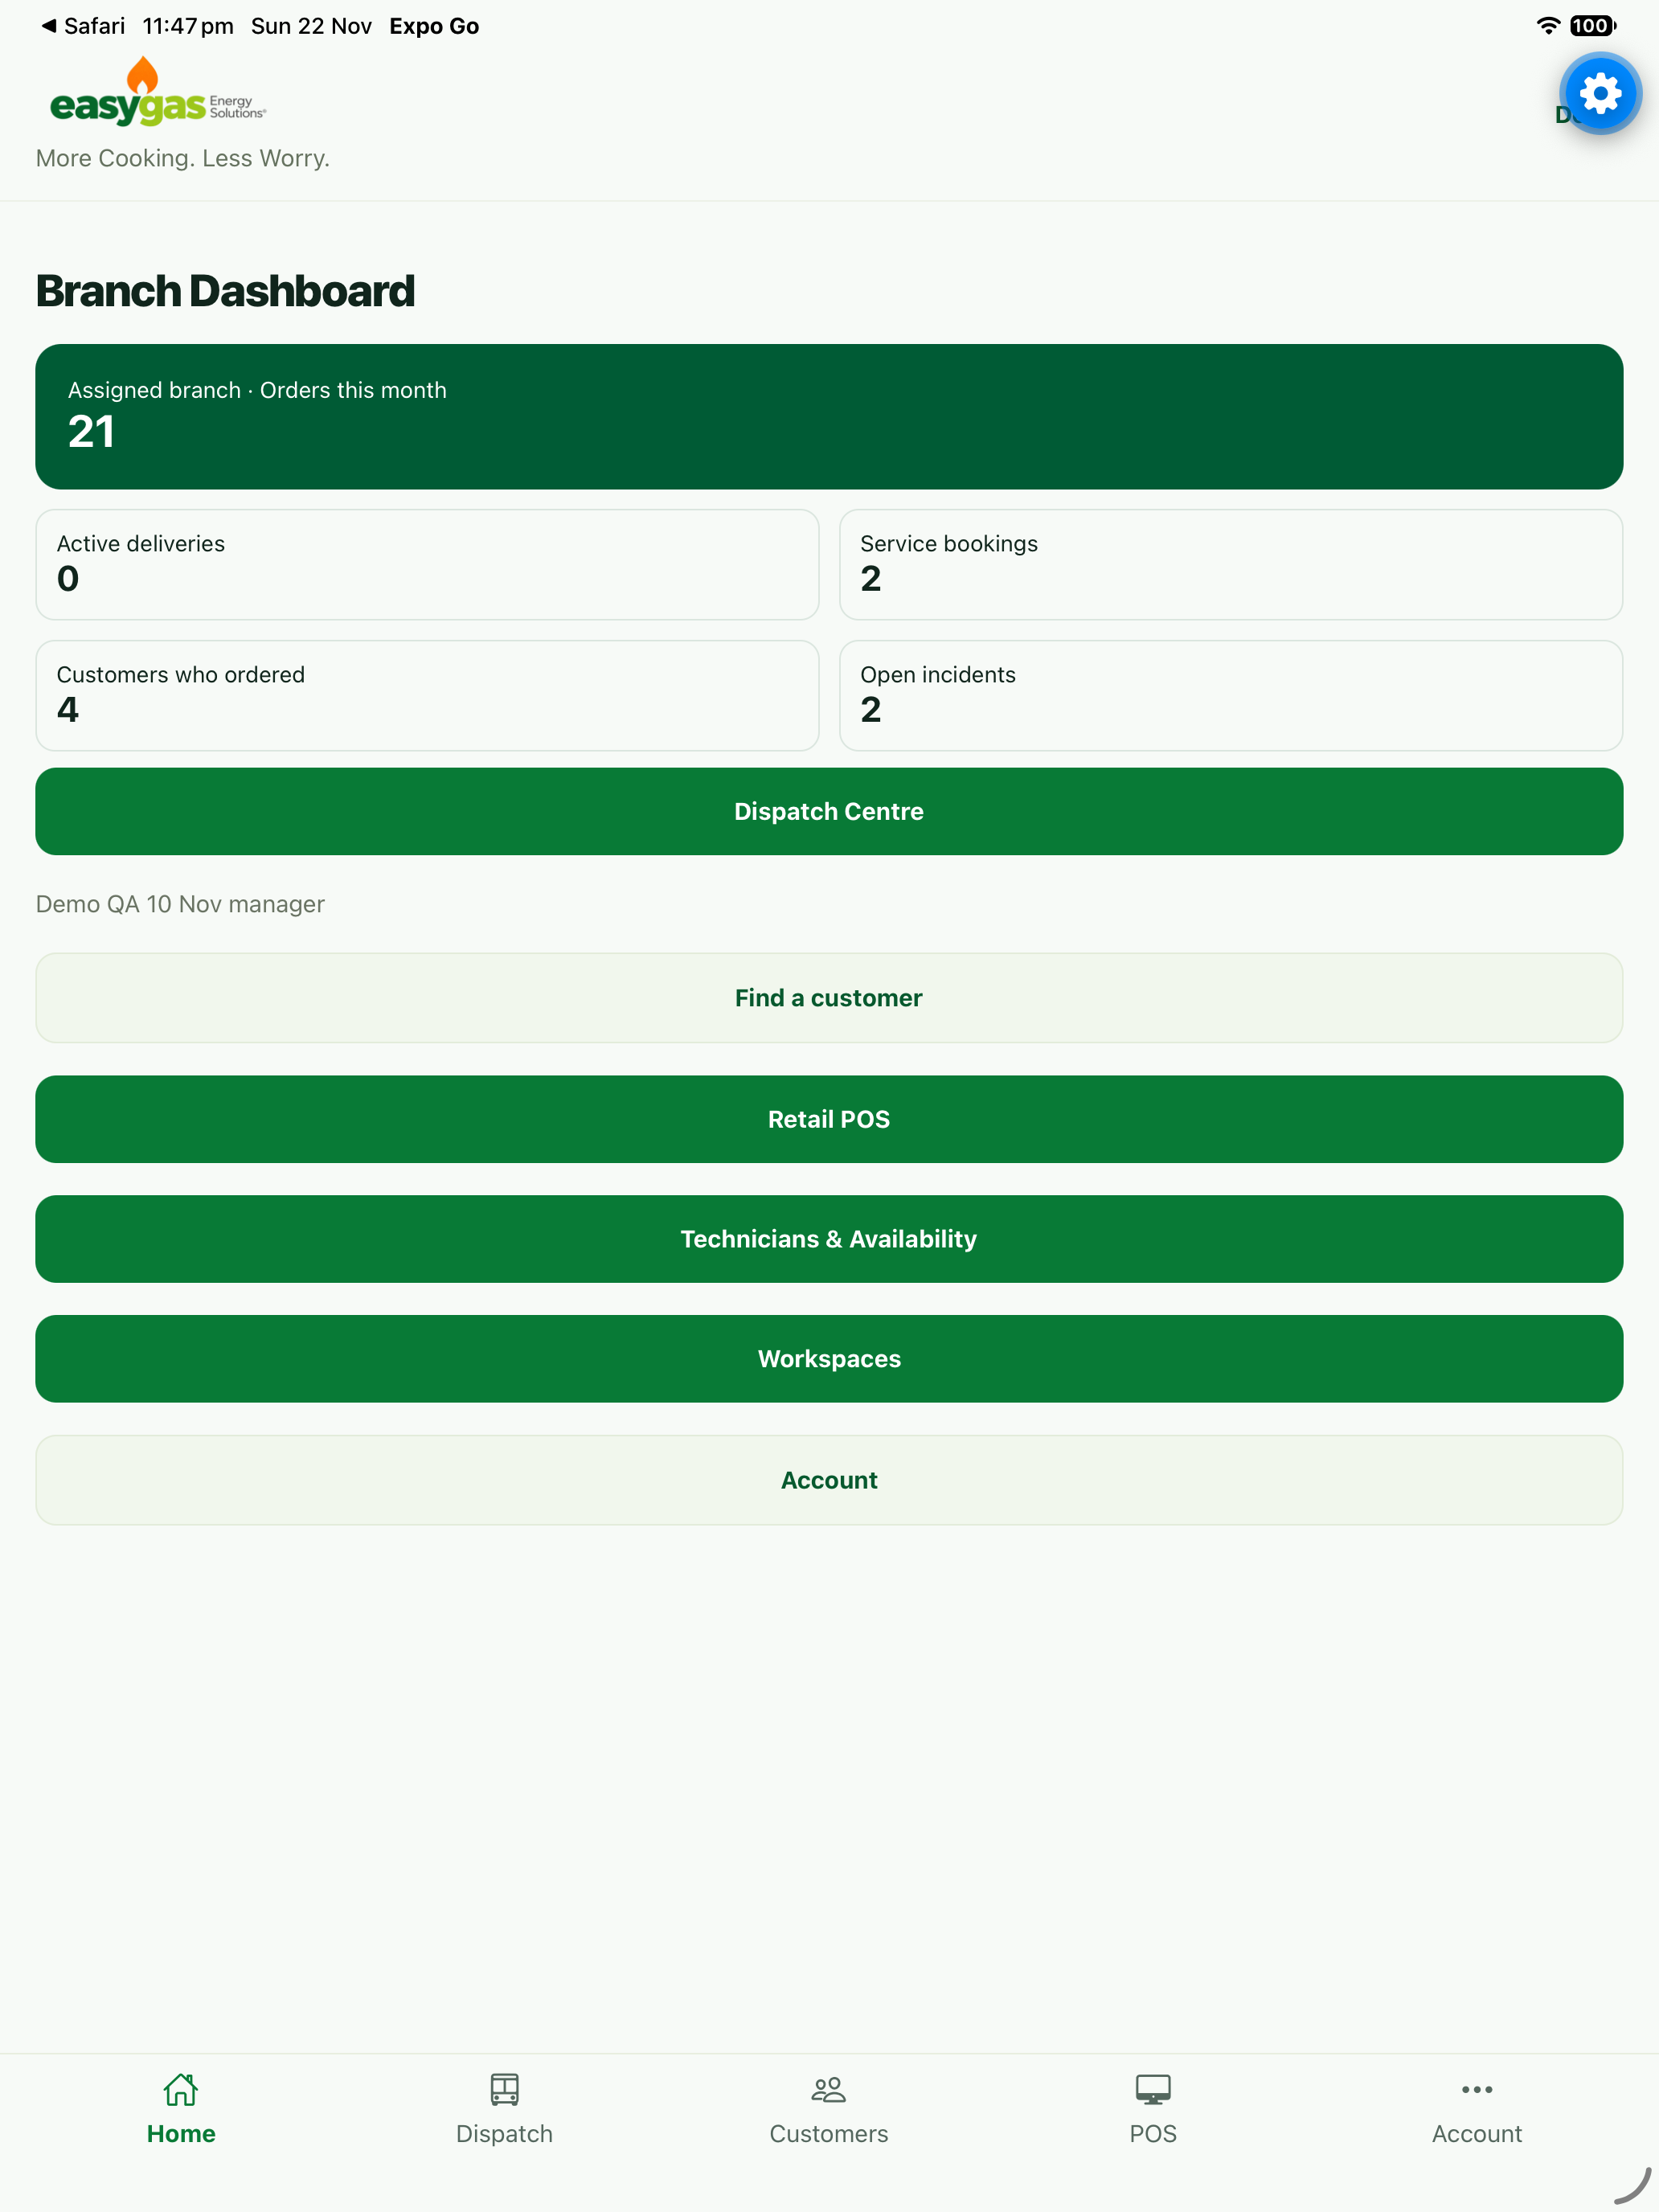 ◀ Safari 11:47 pm Sun 22 Nov Expo Go
100
easygas Energy Solutions®
More Cooking. Less Worry.
Branch Dashboard
Assigned branch · Orders this month
21
Active deliveries
0
Service bookings
2
Customers who ordered
4
Open incidents
2
Dispatch Centre
Demo QA 10 Nov manager
Find a customer
Retail POS
Technicians & Availability
Workspaces
Account
Home
Dispatch
Customers
POS
Account